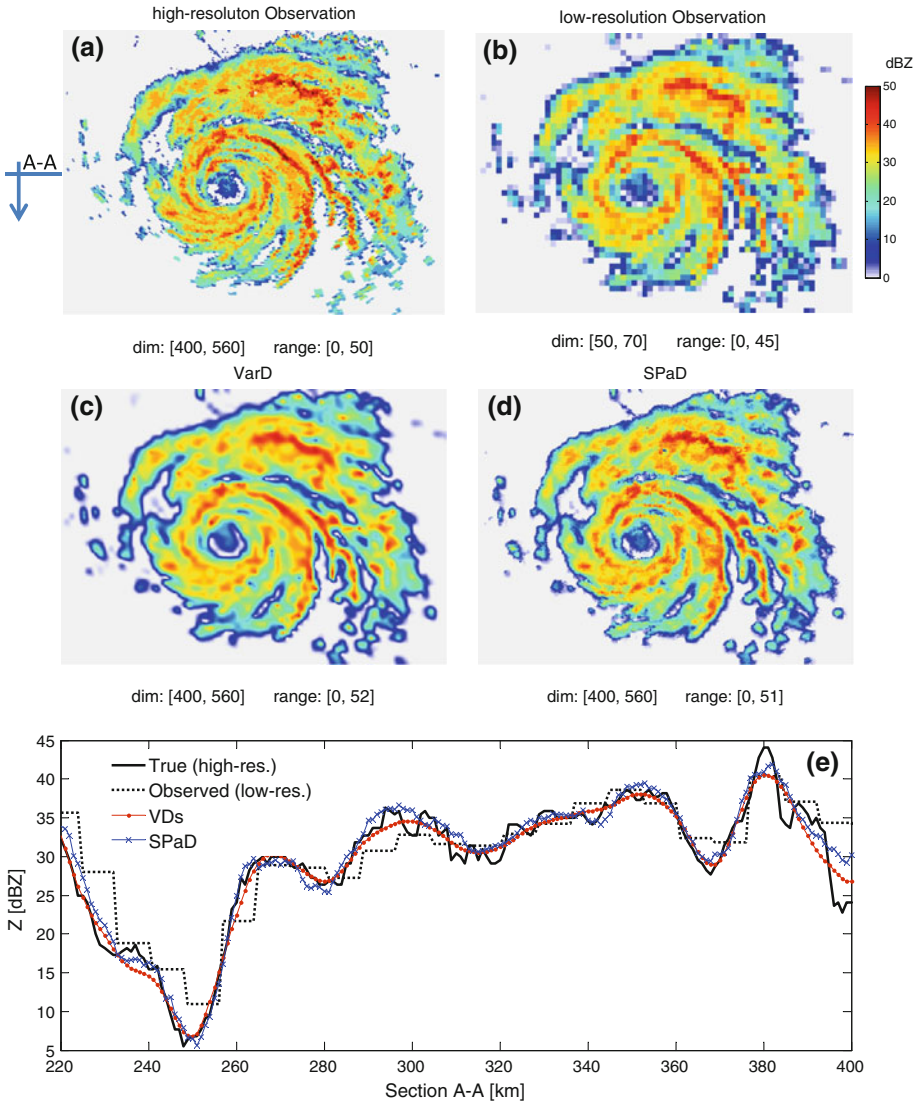 high-resoluton Observation
low-resolution Observation
(a)
(b)
dBZ
50
40
30
20
10
0
A-A
dim: [400, 560] range: [0, 50]
dim: [50, 70] range: [0, 45]
VarD
SPaD
(c)
(d)
dim: [400, 560] range: [0, 52]
dim: [400, 560] range: [0, 51]
(e)
True (high-res.)
Observed (low-res.)
VDs
SPaD
Z [dBZ]
45
40
35
30
25
20
15
10
5
220 240 260 280 300 320 340 360 380 400
Section A-A [km]